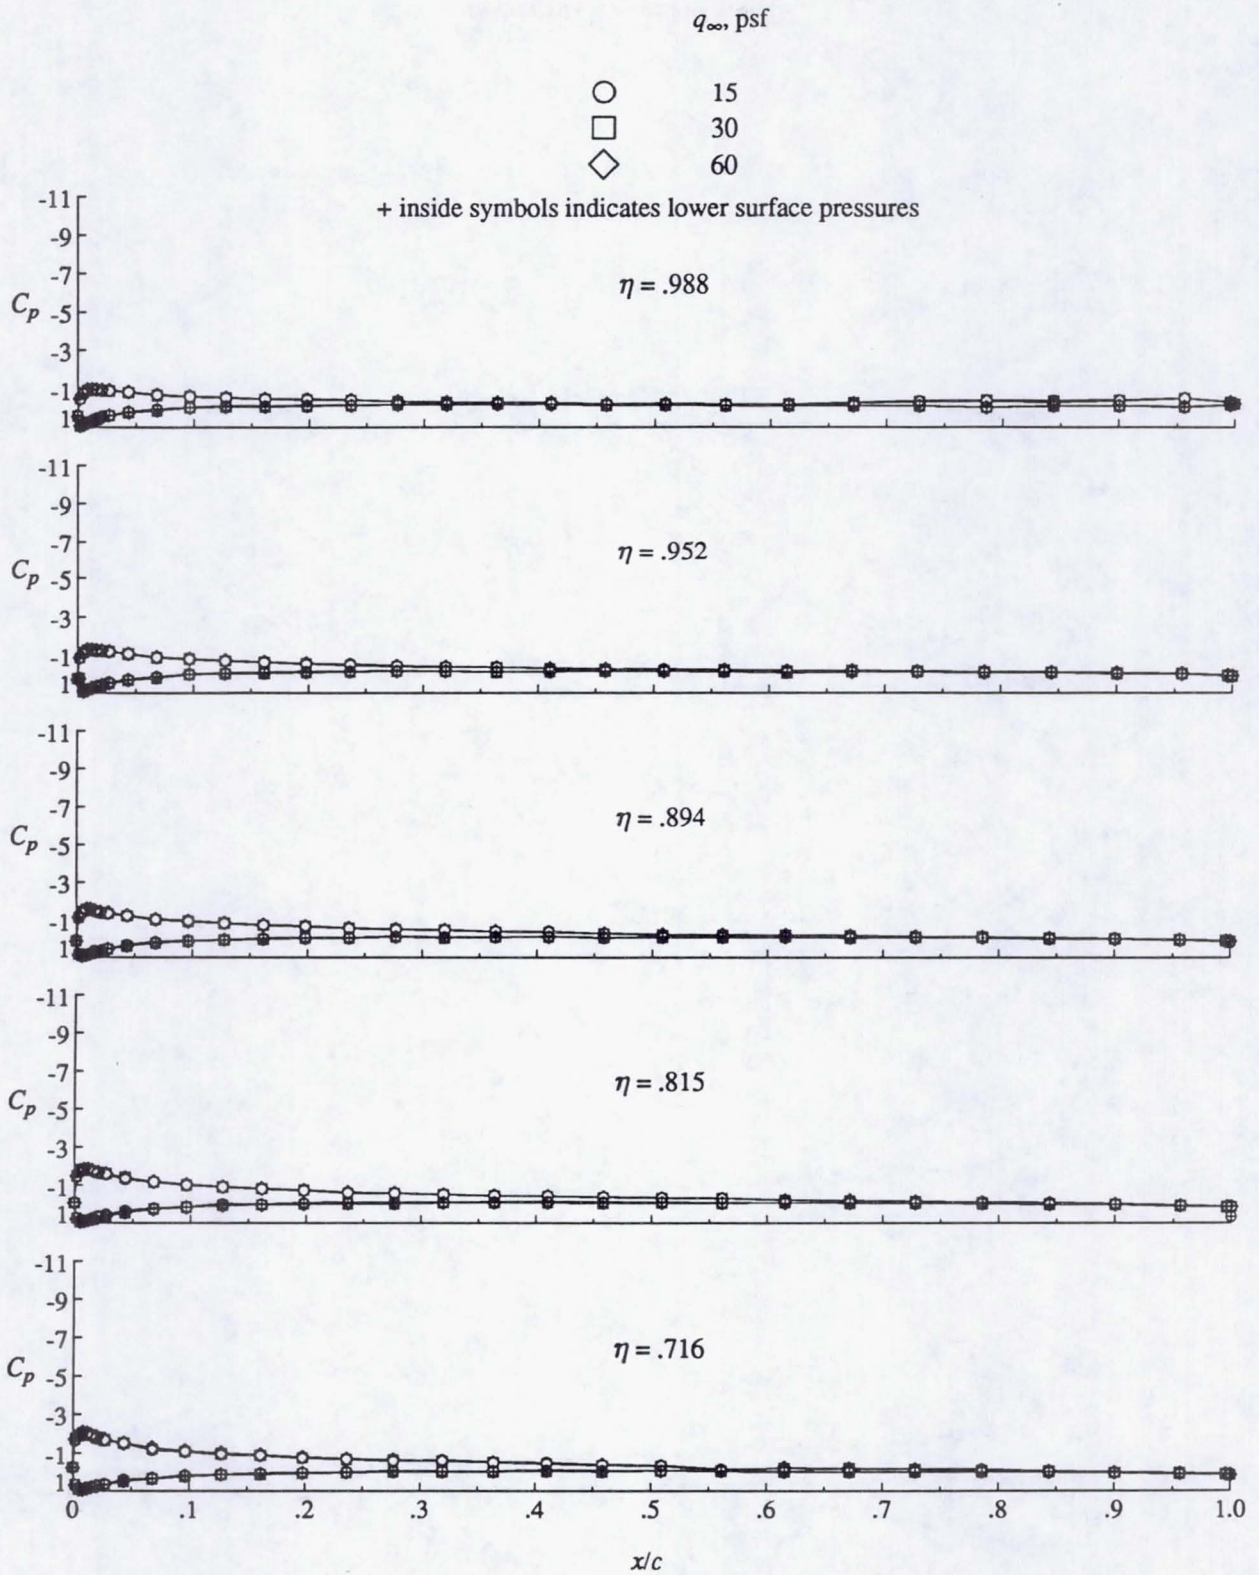 q∞, psf
15
30
60
+ inside symbols indicates lower surface pressures
-11
-9
-7
Cp -5
-3
-1
1
η = .988
-11
-9
-7
Cp -5
-3
-1
1
η = .952
-11
-9
-7
Cp -5
-3
-1
1
η = .894
-11
-9
-7
Cp -5
-3
-1
1
η = .815
-11
-9
-7
Cp -5
-3
-1
1
η = .716
0 .1 .2 .3 .4 .5 .6 .7 .8 .9 1.0
x/c